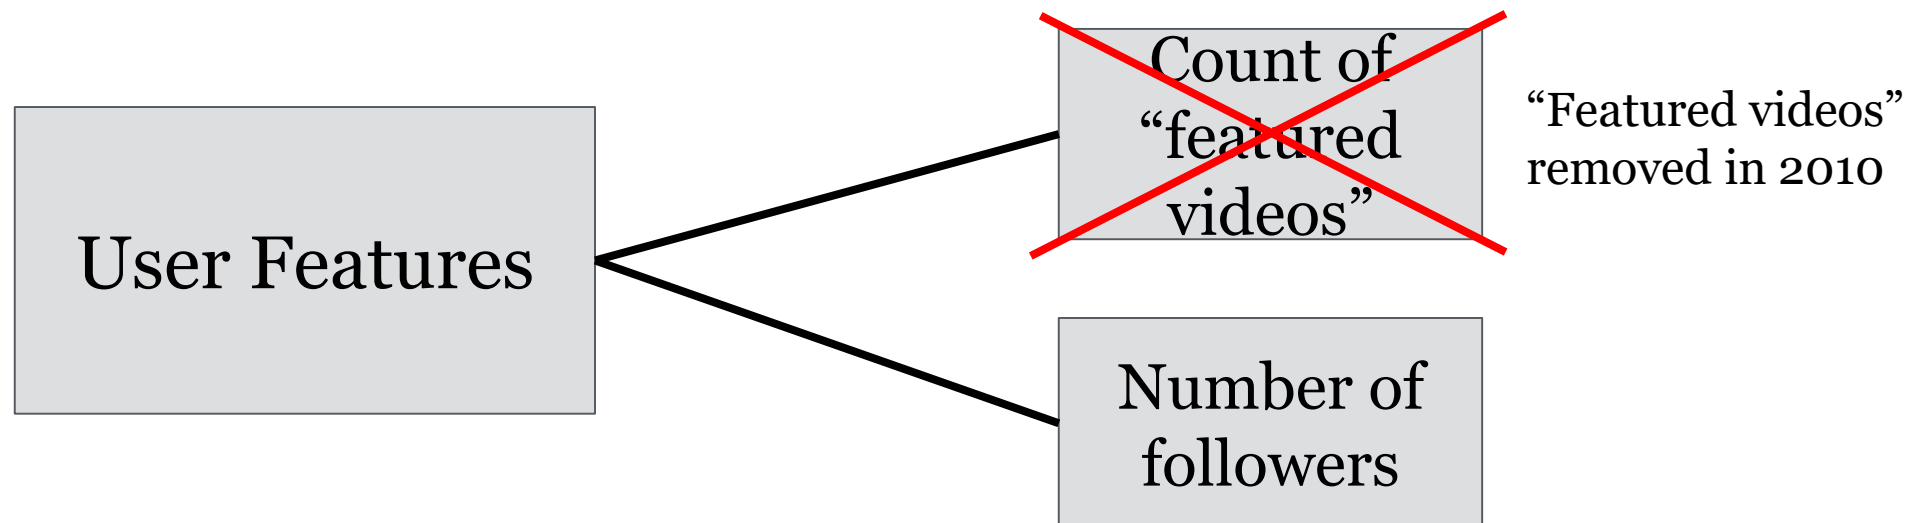 User Features
Count of
“featured
videos”
“Featured videos”
removed in 2010
Number of
followers